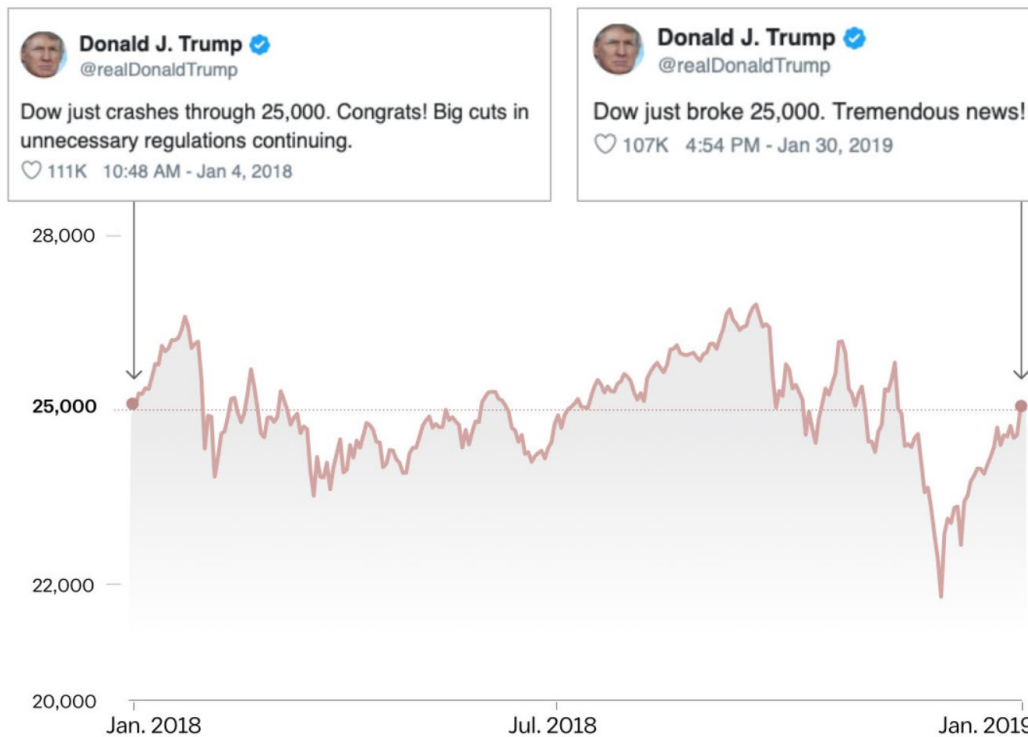 Donald J. Trump
@realDonaldTrump
Dow just crashes through 25,000. Congrats! Big cuts in
unnecessary regulations continuing.
111K 10:48 AM - Jan 4, 2018
Donald J. Trump
@realDonaldTrump
Dow just broke 25,000. Tremendous news!
107K 4:54 PM - Jan 30, 2019
28,000
25,000
22,000
20,000
Jan. 2018
Jul. 2018
Jan. 2019